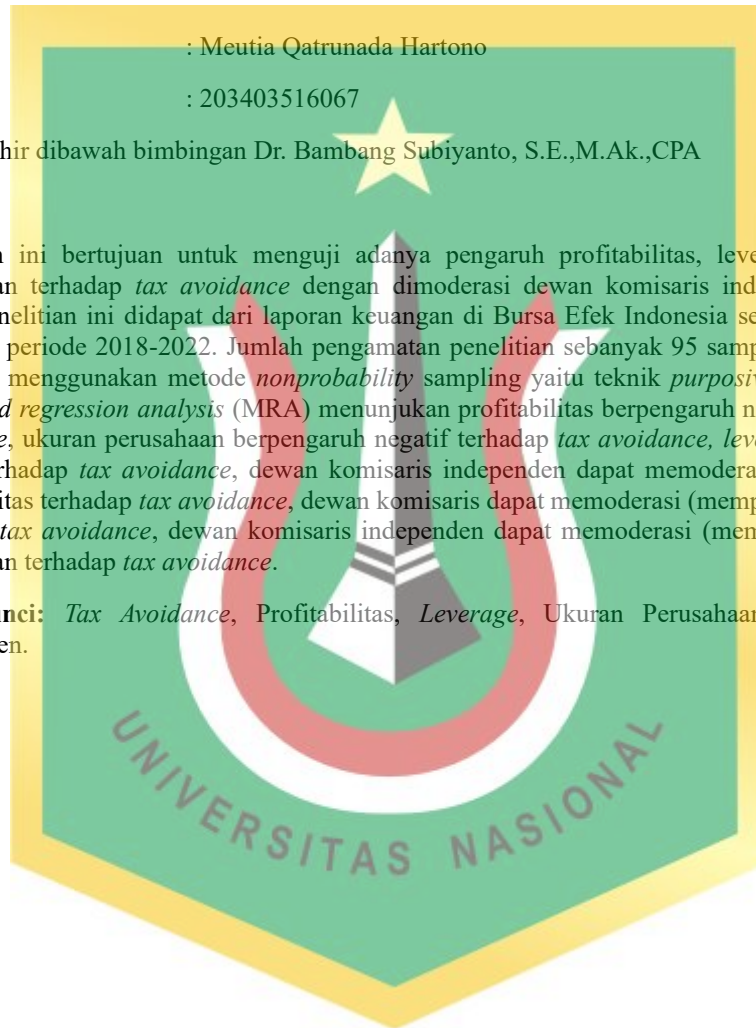 : Meutia Qatrunada Hartono
: 203403516067
hir dibawah bimbingan Dr. Bambang Subiyanto, S.E.,M.Ak.,CPA
n ini bertujuan untuk menguji adanya pengaruh profitabilitas, leve
an terhadap tax avoidance dengan dimoderasi dewan komisaris ind
nelitian ini didapat dari laporan keuangan di Bursa Efek Indonesia se
periode 2018-2022. Jumlah pengamatan penelitian sebanyak 95 samp
menggunakan metode nonprobability sampling yaitu teknik purposiv
d regression analysis (MRA) menunjukan profitabilitas berpengaruh n
e, ukuran perusahaan berpengaruh negatif terhadap tax avoidance, leve
rhadap tax avoidance, dewan komisaris independen dapat memodera
itas terhadap tax avoidance, dewan komisaris dapat memoderasi (memp
tax avoidance, dewan komisaris independen dapat memoderasi (mem
an terhadap tax avoidance.
unci: Tax Avoidance, Profitabilitas, Leverage, Ukuran Perusahaan
en.
UNIVERSITAS NASIONAL